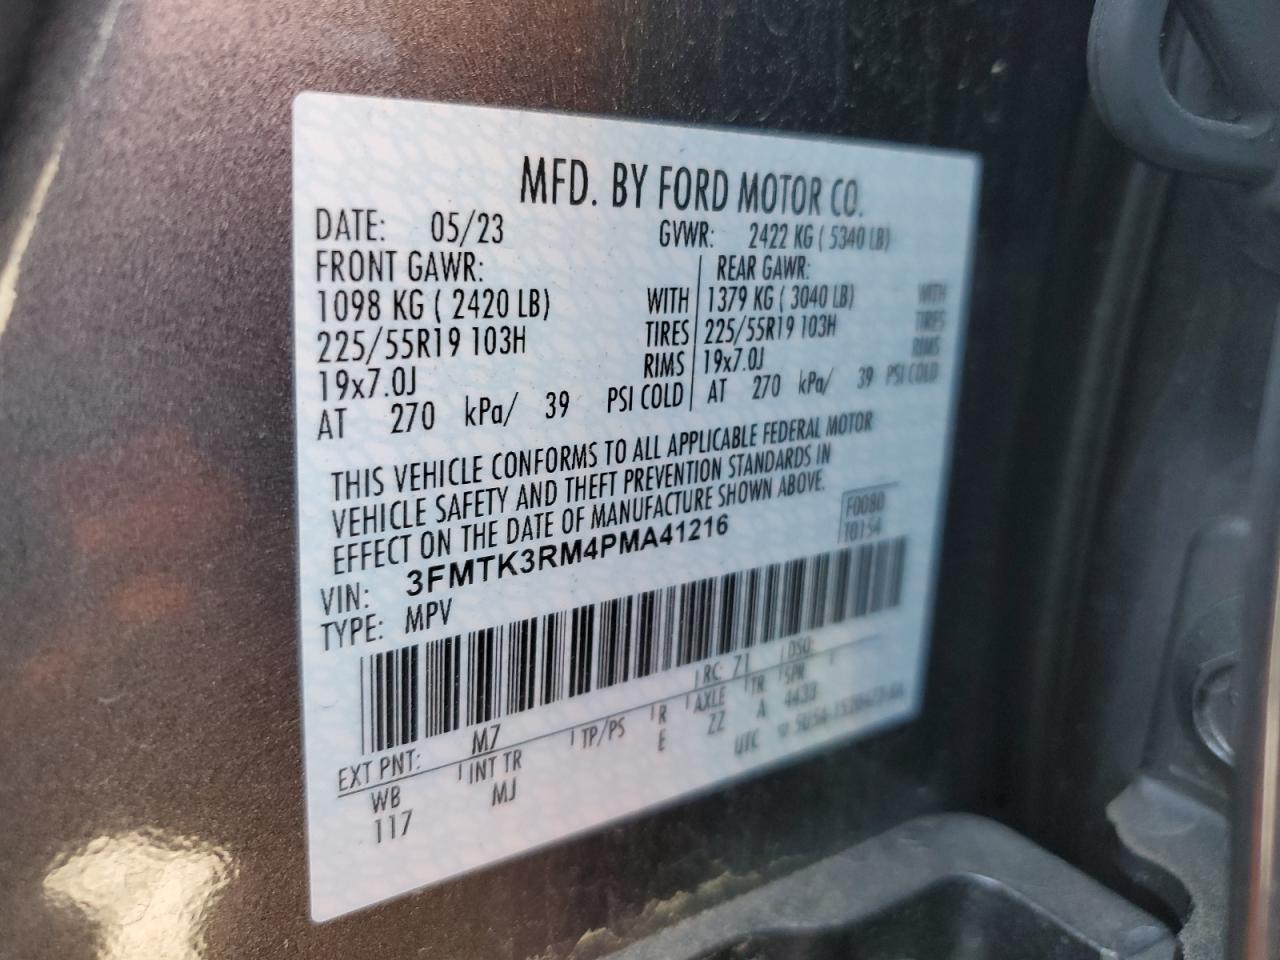 MFD. BY FORD MOTOR CO.
DATE: 05/23 GVWR: 2422 KG ( 5340 LB)
FRONT GAWR: REAR GAWR:
1098 KG ( 2420 LB) WITH 1379 KG ( 3040 LB) WITH
225/55R19 103H TIRES 225/55R19 103H TIRES
19x7.0J RIMS 19x7.0J RIMS
AT 270 kPa/ 39 PSI COLD AT 270 kPa/ 39 PSI COLD
THIS VEHICLE CONFORMS TO ALL APPLICABLE FEDERAL MOTOR
VEHICLE SAFETY AND THEFT PREVENTION STANDARDS IN
EFFECT ON THE DATE OF MANUFACTURE SHOWN ABOVE.
F0080
T0154
VIN: 3FMTK3RM4PMA41216
TYPE: MPV
EXT PNT: M7 RC: 71 DSO:
WB INT TR TP/PS R AXLE TR SPR
117 MJ E ZZ A 4433
UTC